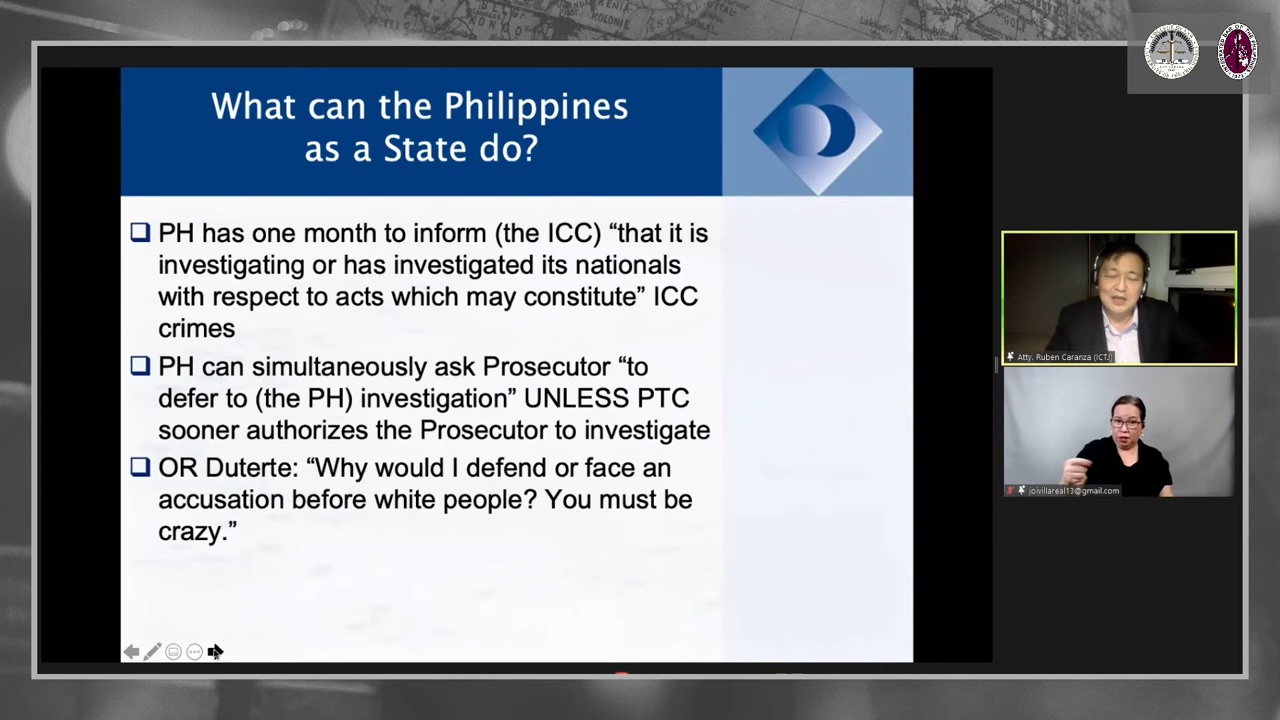 What can the Philippines
as a State do?
PH has one month to inform (the ICC) “that it is
investigating or has investigated its nationals
with respect to acts which may constitute” ICC
crimes
PH can simultaneously ask Prosecutor “to
defer to (the PH) investigation” UNLESS PTC
sooner authorizes the Prosecutor to investigate
OR Duterte: “Why would I defend or face an
accusation before white people? You must be
crazy.”
Atty. Ruben Caranza (ICTJ)
joivillareal13@gmail.com